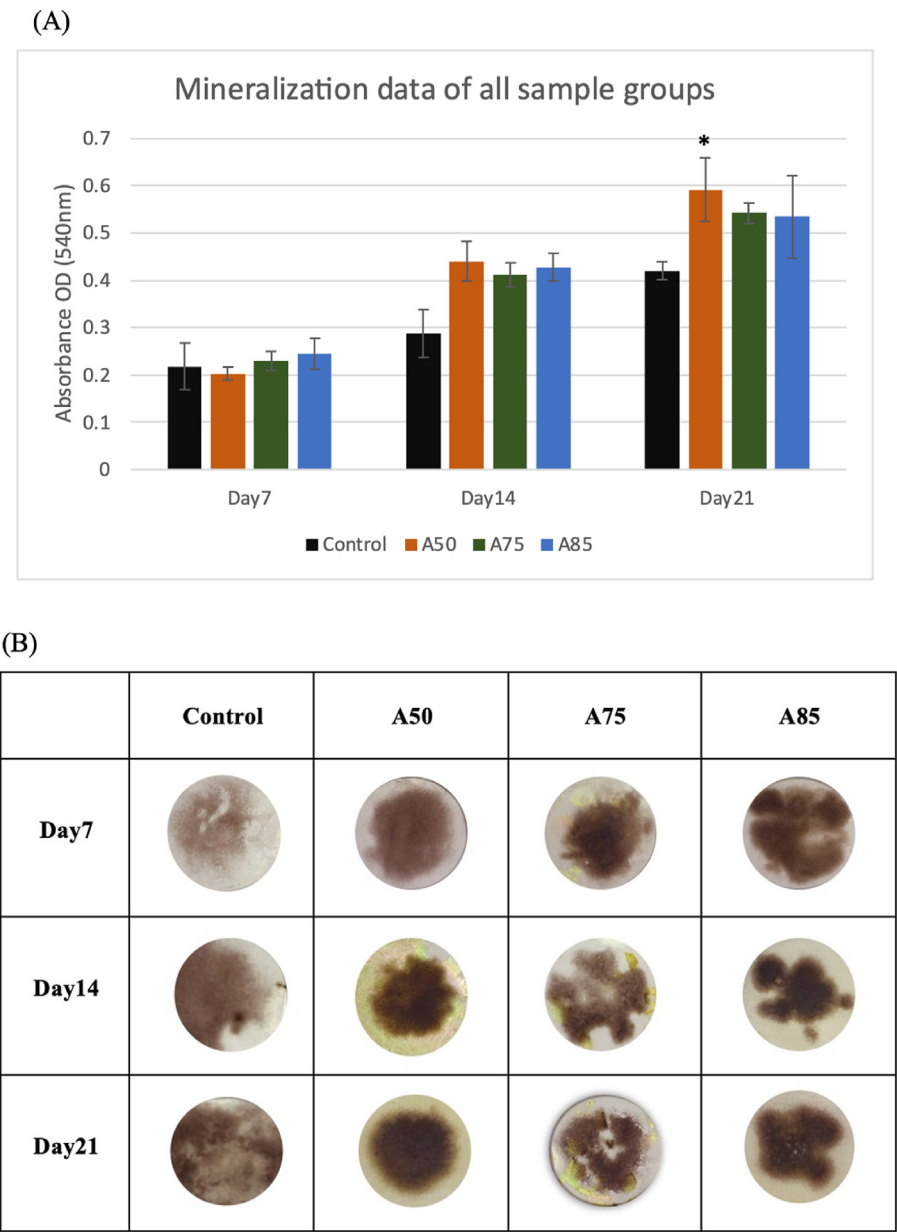 (A)
Mineralization data of all sample groups
Absorbance OD (540nm)
0.7
0.6
0.5
0.4
0.3
0.2
0.1
0
*
Day7 Day14 Day21
Control A50 A75 A85
(B)
Control A50 A75 A85
Day7
Day14
Day21